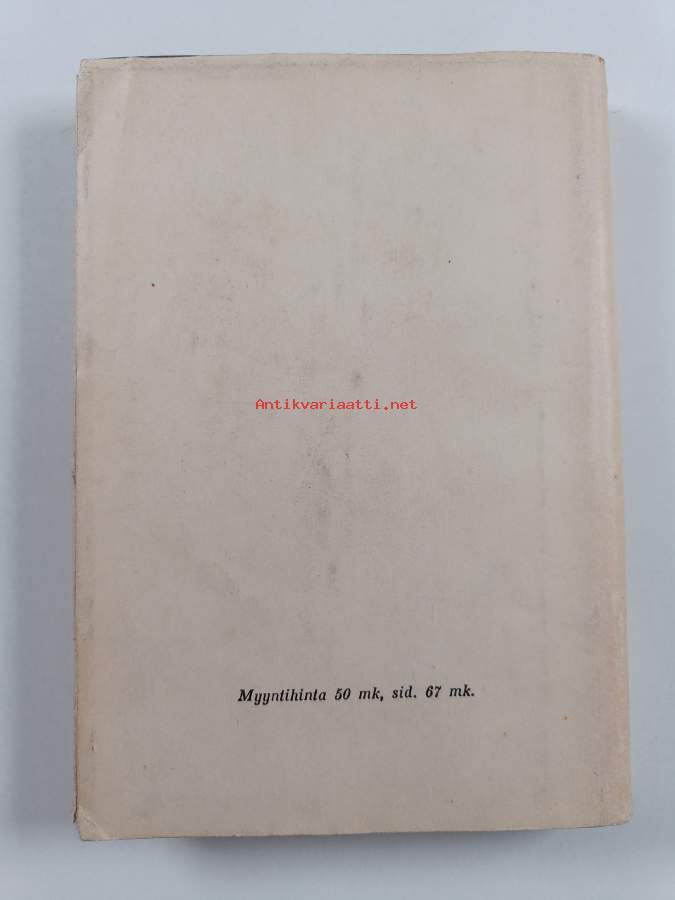 Antikvariaatti.net
Myyntihinta 50 mk, sid. 67 mk.